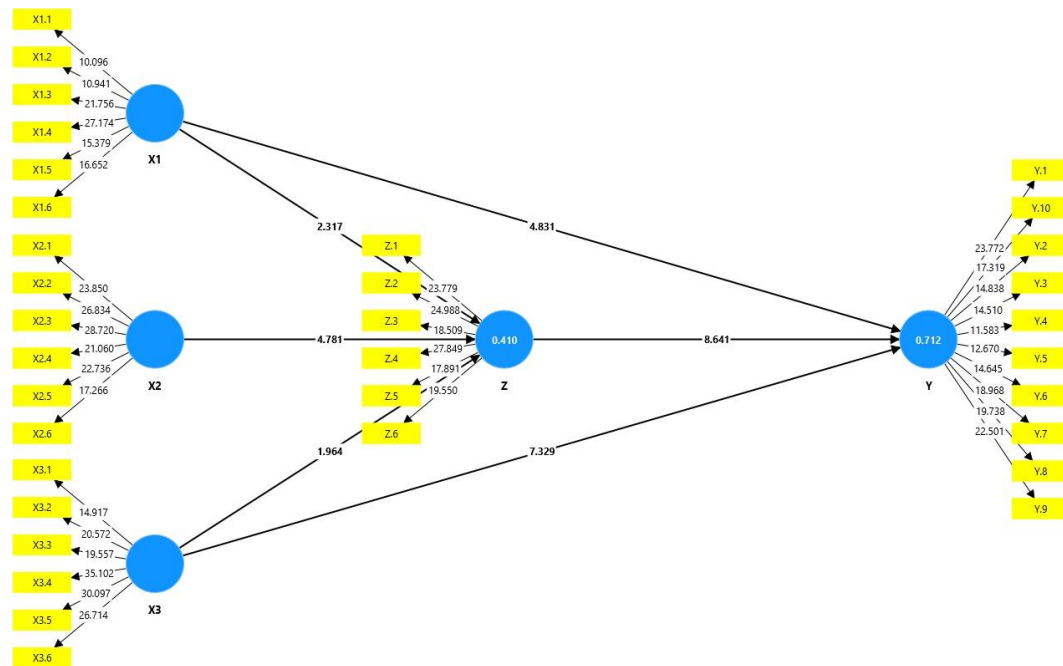 X1.1
X1.2
X1.3
X1.4
X1.5
X1.6
10.096
10.941
21.756
27.174
15.379
16.652
X1
X2.1
X2.2
X2.3
X2.4
X2.5
X2.6
23.850
26.834
28.720
21.060
22.736
17.266
X2
X3.1
X3.2
X3.3
X3.4
X3.5
X3.6
14.917
20.572
19.557
35.102
30.097
26.714
X3
2.317
4.781
1.964
4.831
8.641
7.329
Z.1
Z.2
Z.3
Z.4
Z.5
Z.6
23.779
24.988
18.509
27.849
17.891
19.550
0.410
Z
0.712
Y
23.772
17.319
14.838
14.510
11.583
12.670
14.645
18.968
19.738
22.501
Y.1
Y.10
Y.2
Y.3
Y.4
Y.5
Y.6
Y.7
Y.8
Y.9